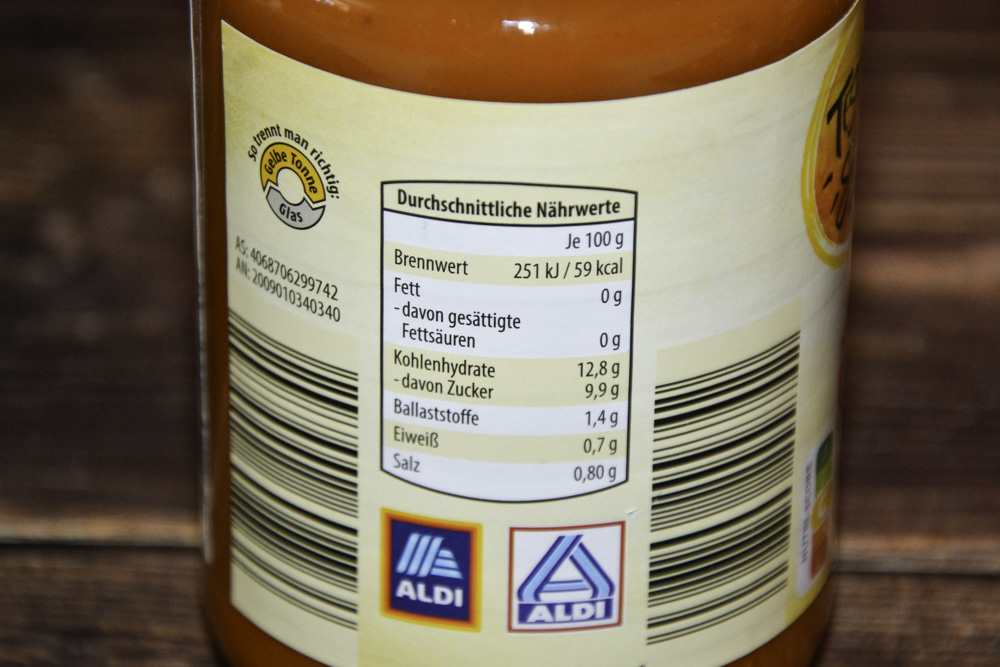 So trennt man richtig:
Gelbe Tonne
Glas
AS: 4068706299742
AN: 2009010340340
Durchschnittliche Nährwerte
Je 100 g
Brennwert 251 kJ / 59 kcal
Fett 0 g
- davon gesättigte
Fettsäuren 0 g
Kohlenhydrate 12,8 g
- davon Zucker 9,9 g
Ballaststoffe 1,4 g
Eiweiß 0,7 g
Salz 0,80 g
ALDI
ALDI
NUTRI-SCORE